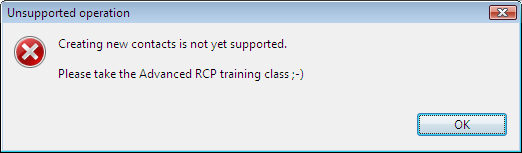 Unsupported operation
Creating new contacts is not yet supported.
Please take the Advanced RCP training class ;-)
OK